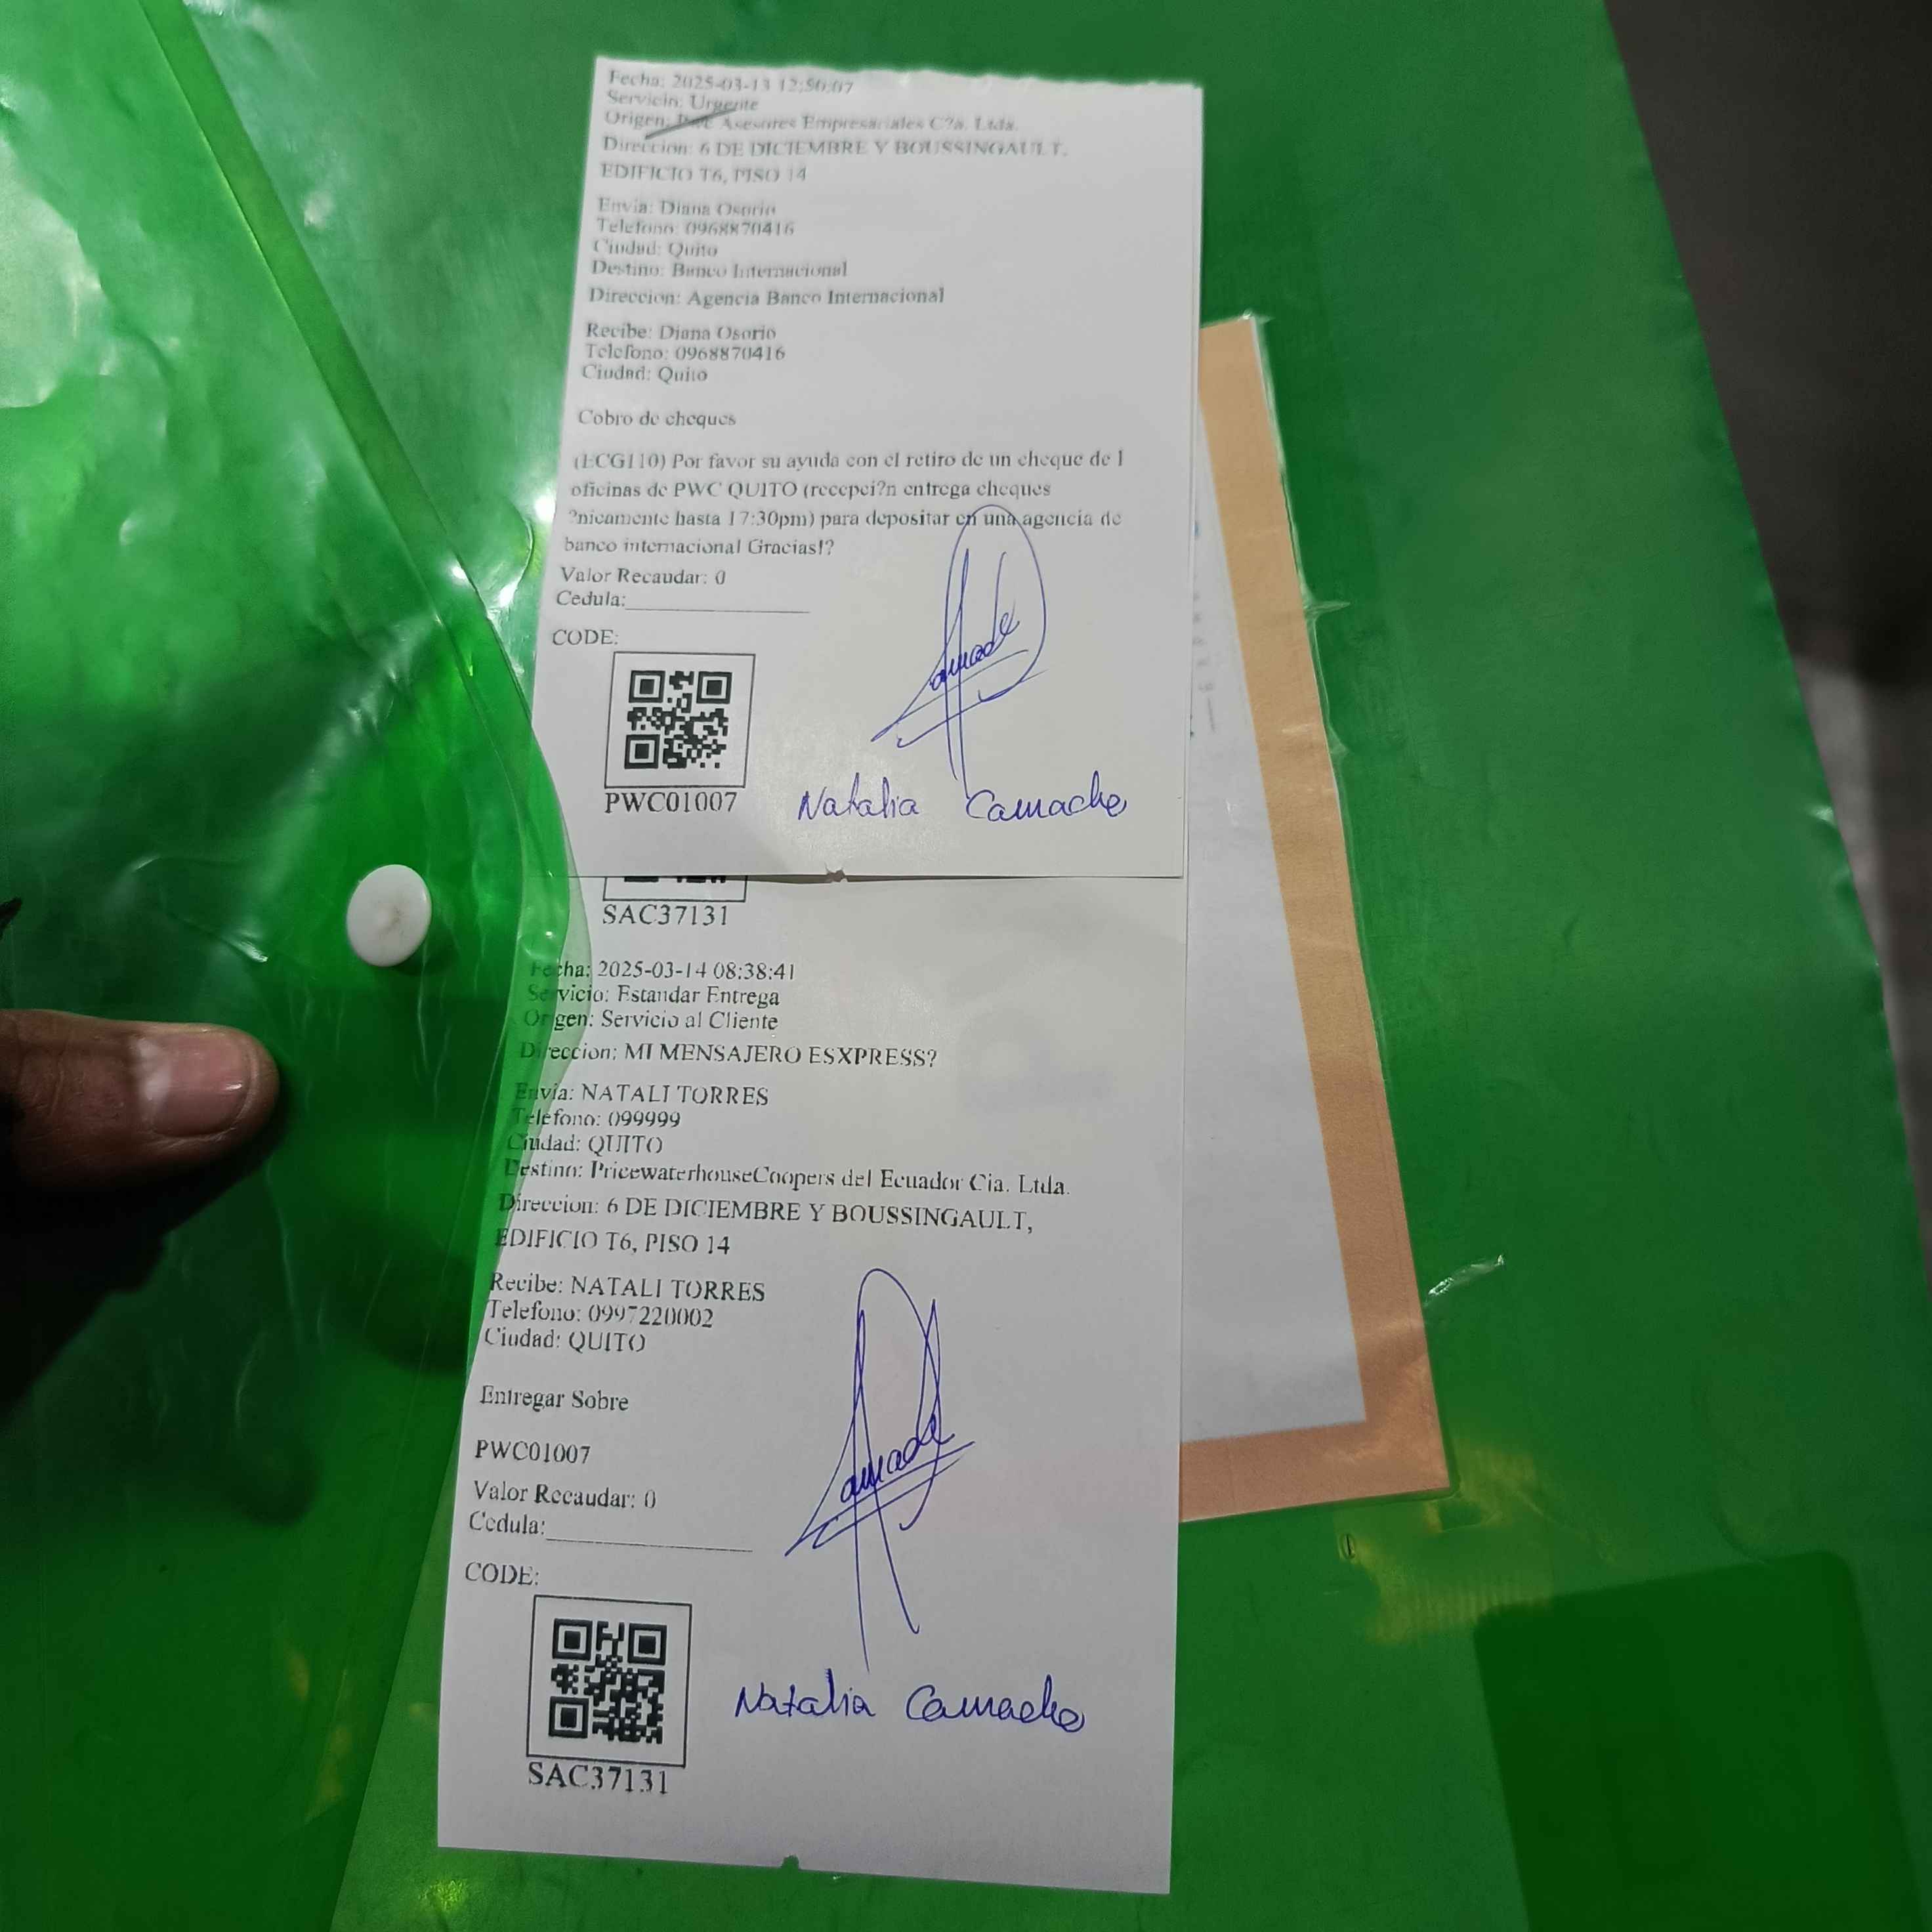 Fecha: 2025-03-13 12:50:07
Servicio: Urgente
Origen: Pwc Asesores Empresariales C?a. Ltda.
Direccion: 6 DE DICIEMBRE Y BOUSSINGAULT,
EDIFICIO T6, PISO 14
Envia: Diana Osorio
Telefono: 0968870416
Ciudad: Quito
Destino: Banco Internacional
Direccion: Agencia Banco Internacional
Recibe: Diana Osorio
Telefono: 0968870416
Ciudad: Quito
Cobro de cheques
(ECG110) Por favor su ayuda con el retiro de un cheque de l
oficinas de PWC QUITO (recepci?n entrega cheques
?nicamente hasta 17:30pm) para depositar en una agencia de
banco internacional Gracias!?
Valor Recaudar: 0
Cedula:
CODE:
PWC01007
Natalia Camacho
SAC37131
Fecha: 2025-03-14 08:38:41
Servicio: Estandar Entrega
Origen: Servicio al Cliente
Direccion: MI MENSAJERO ESXPRESS?
Envia: NATALI TORRES
Telefono: 099999
Ciudad: QUITO
Destino: PricewaterhouseCoopers del Ecuador Cia. Ltda.
Direccion: 6 DE DICIEMBRE Y BOUSSINGAULT,
EDIFICIO T6, PISO 14
Recibe: NATALI TORRES
Telefono: 0997220002
Ciudad: QUITO
Entregar Sobre
PWC01007
Valor Recaudar: 0
Cedula:
CODE:
SAC37131
Natalia Camacho